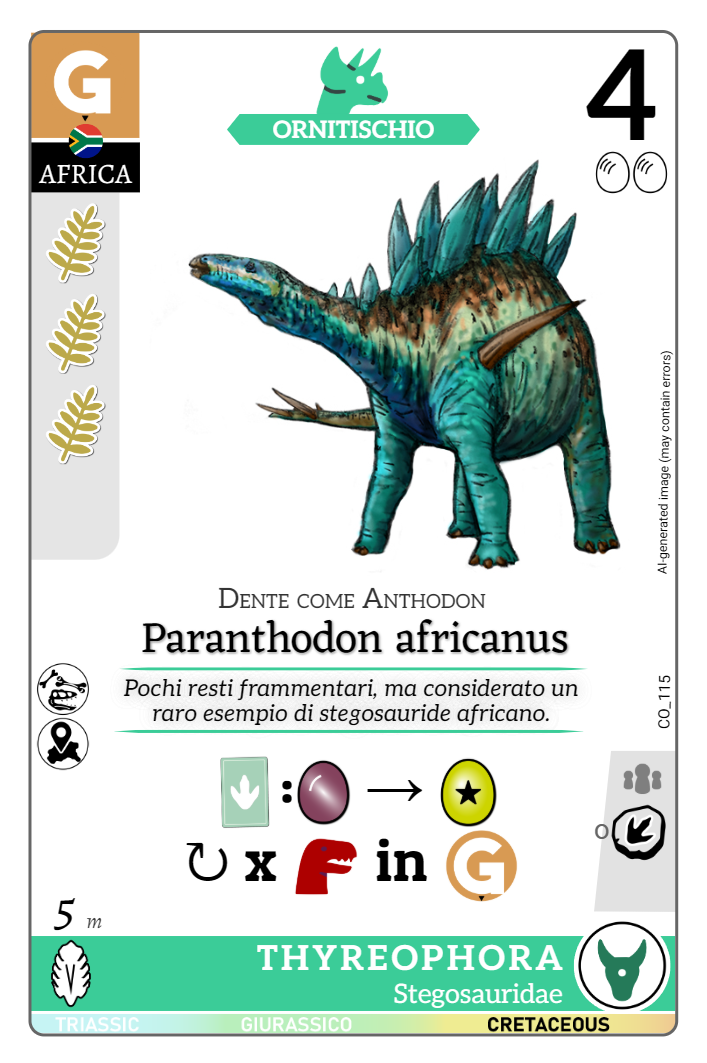 G
AFRICA
ORNITISCHIO
4
AI-generated image (may contain errors)
Dente come Anthodon
Paranthodon africanus
Pochi resti frammentari, ma considerato un
raro esempio di stegosauride africano.
CO_115
: →
↻ x in G
o
5 m
THYREOPHORA
Stegosauridae
TRIASSIC GIURASSICO CRETACEOUS